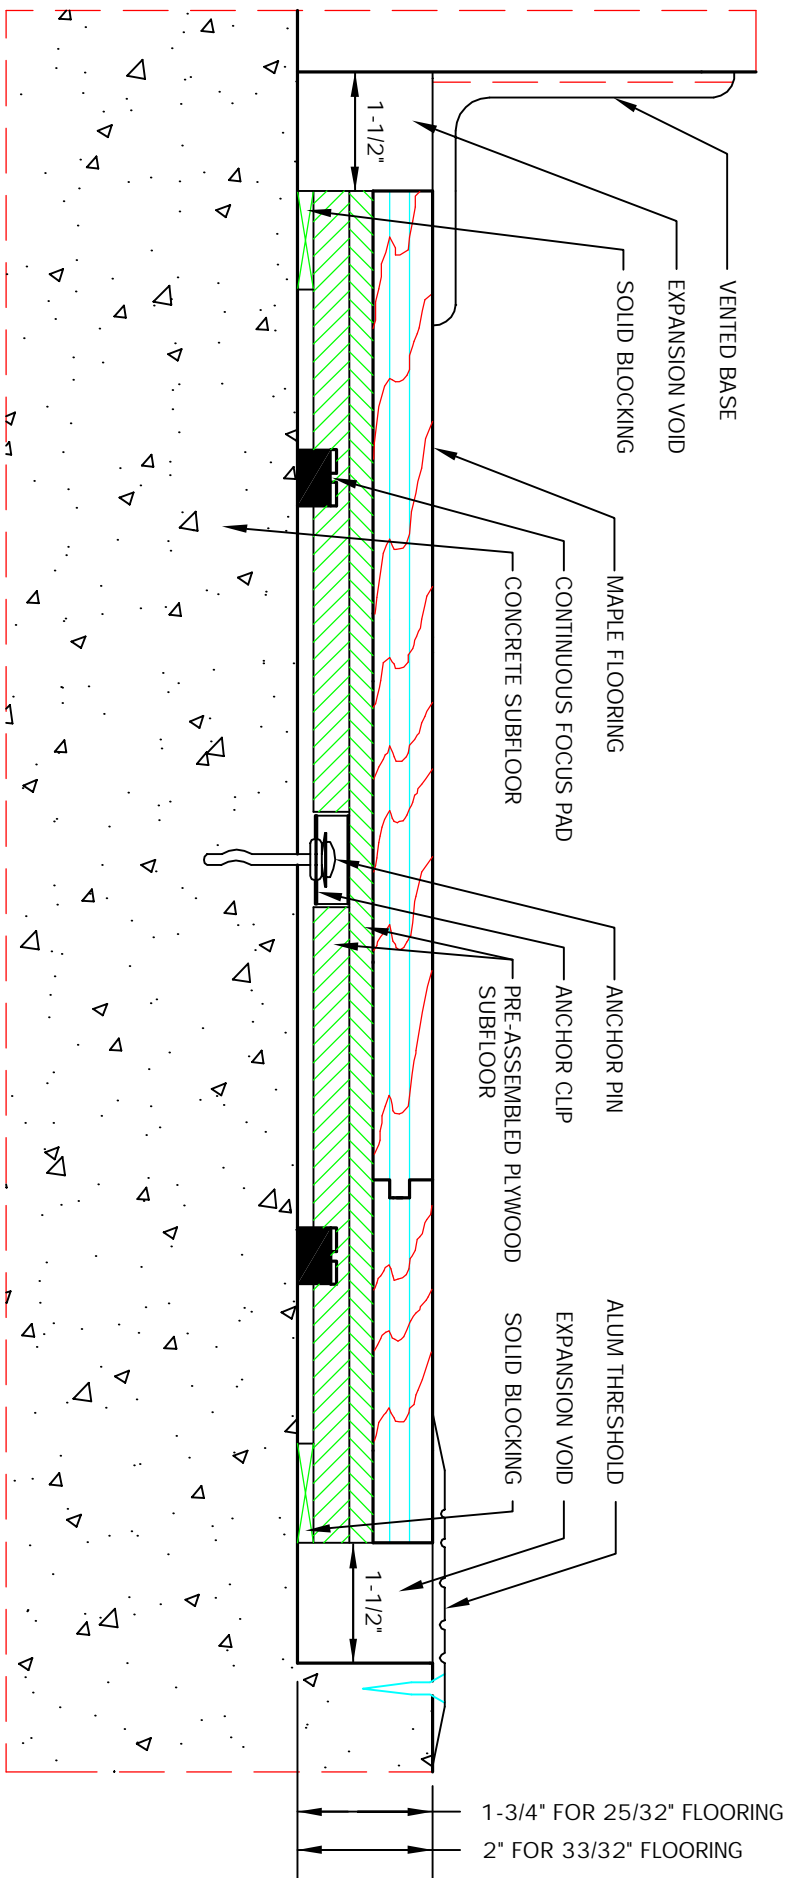 VENTED BASE
EXPANSION VOID
SOLID BLOCKING
1-1/2"
MAPLE FLOORING
CONTINUOUS FOCUS PAD
CONCRETE SUBFLOOR
ANCHOR PIN
ANCHOR CLIP
PRE-ASSEMBLED PLYWOOD
SUBFLOOR
ALUM THRESHOLD
EXPANSION VOID
SOLID BLOCKING
1-1/2"
1-3/4" FOR 25/32" FLOORING
2" FOR 33/32" FLOORING